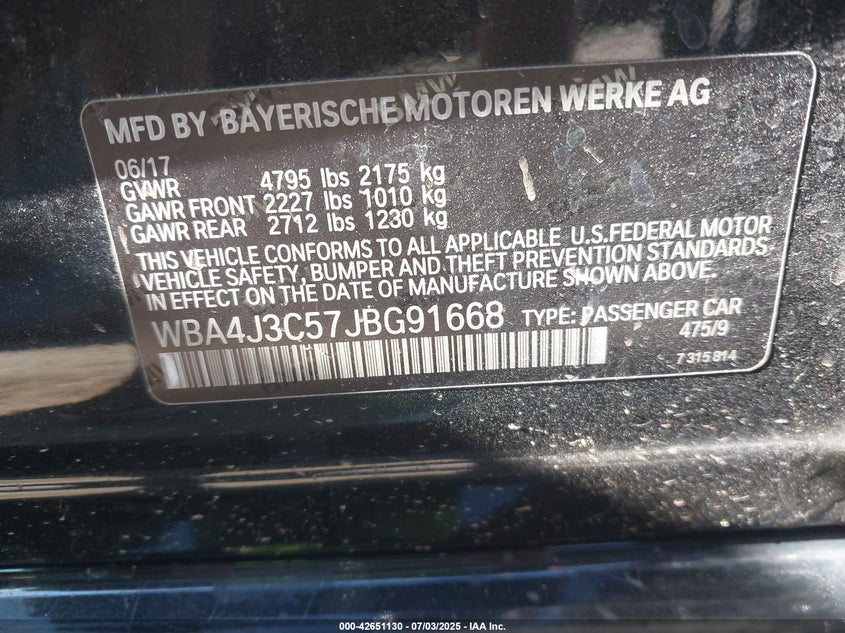 MFD BY BAYERISCHE MOTOREN WERKE AG
06/17
GVWR 4795 lbs 2175 kg
GAWR FRONT 2227 lbs 1010 kg
GAWR REAR 2712 lbs 1230 kg
THIS VEHICLE CONFORMS TO ALL APPLICABLE U.S.FEDERAL MOTOR
VEHICLE SAFETY, BUMPER AND THEFT PREVENTION STANDARDS
IN EFFECT ON THE DATE OF MANUFACTURE SHOWN ABOVE.
WBA4J3C57JBG91668 TYPE: PASSENGER CAR
475/9
7 315 814
000-42651130 - 07/03/2025 - IAA Inc.